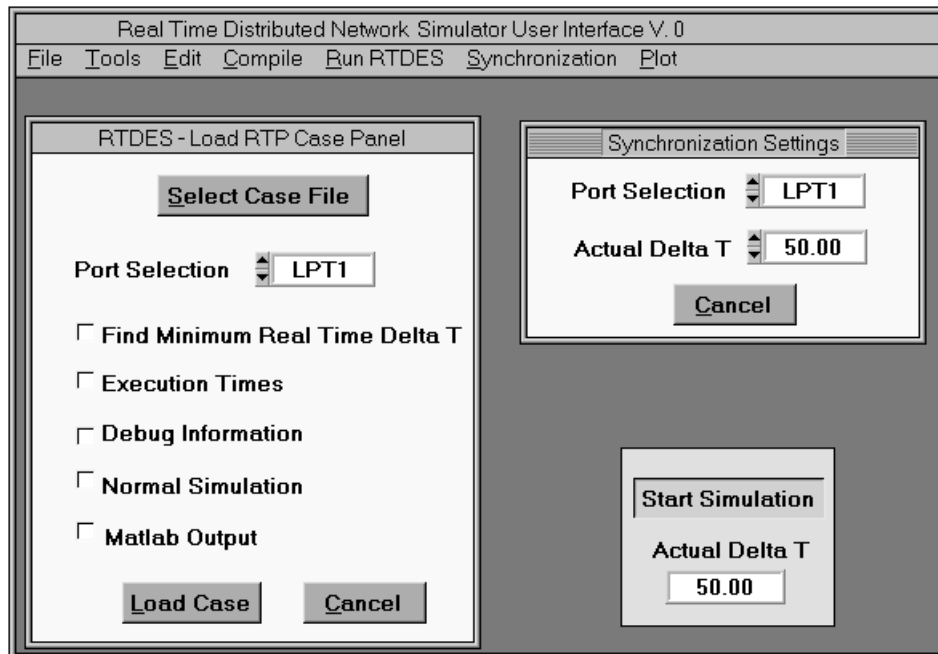 Real Time Distributed Network Simulator User Interface V. 0
File Tools Edit Compile Run RTDES Synchronization Plot
RTDES - Load RTP Case Panel
Select Case File
Port Selection LPT1
Find Minimum Real Time Delta T
Execution Times
Debug Information
Normal Simulation
Matlab Output
Load Case Cancel
Synchronization Settings
Port Selection LPT1
Actual Delta T 50.00
Cancel
Start Simulation
Actual Delta T
50.00